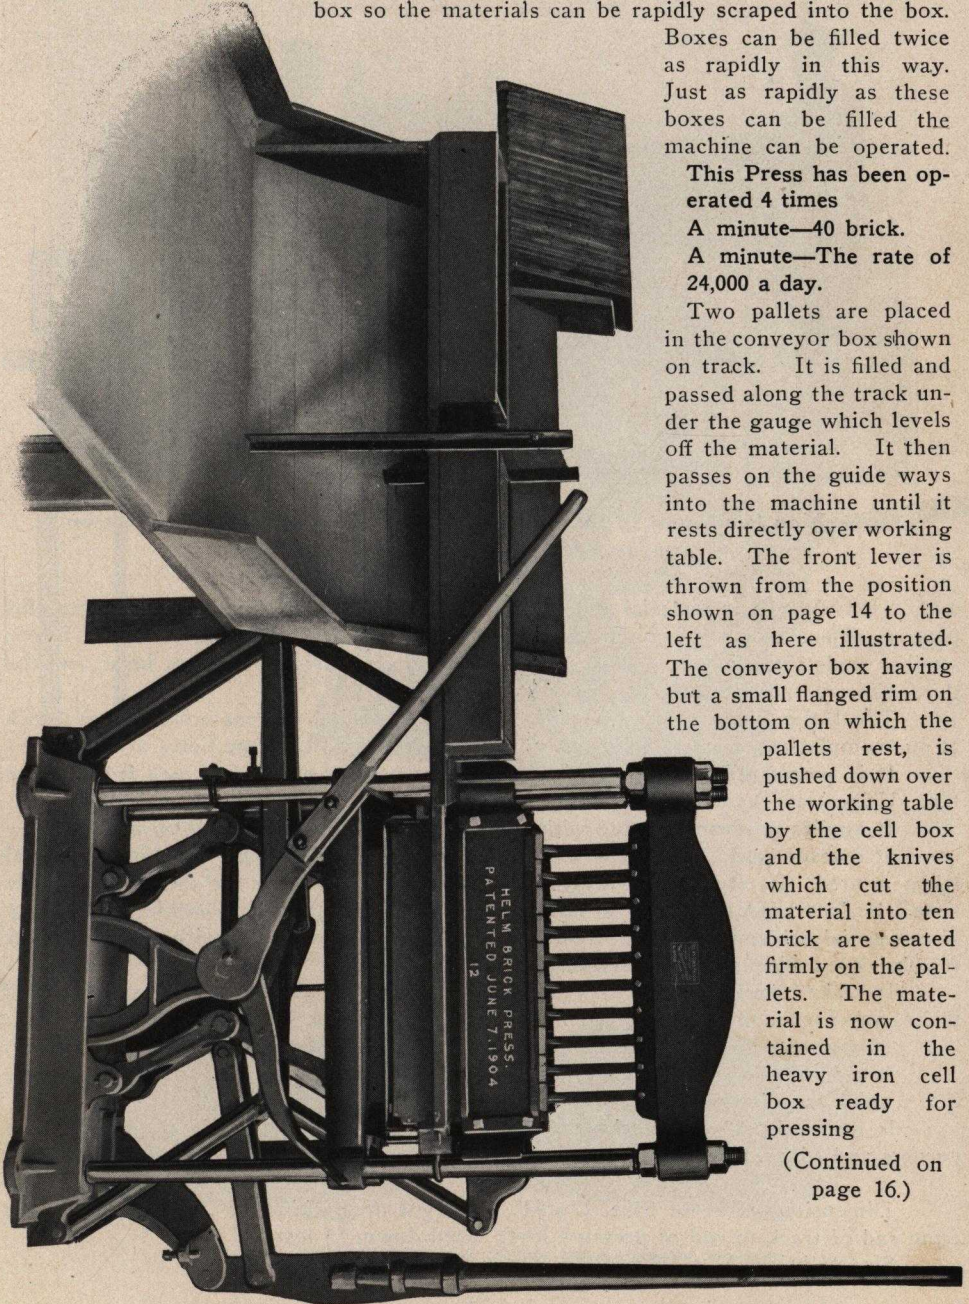 box so the materials can be rapidly scraped into the box.
Boxes can be filled twice
as rapidly in this way.
Just as rapidly as these
boxes can be filled the
machine can be operated.
This Press has been op-
erated 4 times
A minute—40 brick.
A minute—The rate of
24,000 a day.
Two pallets are placed
in the conveyor box shown
on track. It is filled and
passed along the track un-
der the gauge which levels
off the material. It then
passes on the guide ways
into the machine until it
rests directly over working
table. The front lever is
thrown from the position
shown on page 14 to the
left as here illustrated.
The conveyor box having
but a small flanged rim on
the bottom on which the
pallets rest, is
pushed down over
the working table
by the cell box
and the knives
which cut the
material into ten
brick are seated
firmly on the pal-
lets. The mate-
rial is now con-
tained in the
heavy iron cell
box ready for
pressing
(Continued on
page 16.)
HELM BRICK PRESS.
PATENTED JUNE 7.1904
12